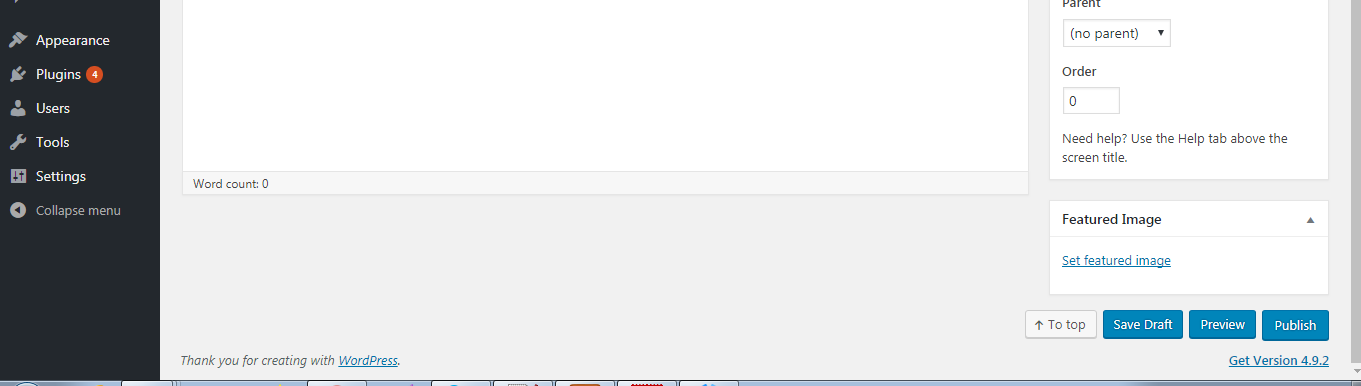 Appearance
Plugins 4
Users
Tools
Settings
Collapse menu
Word count: 0
Parent
(no parent)
Order
0
Need help? Use the Help tab above the
screen title.
Featured Image
Set featured image
↑ To top
Save Draft
Preview
Publish
Thank you for creating with WordPress.
Get Version 4.9.2